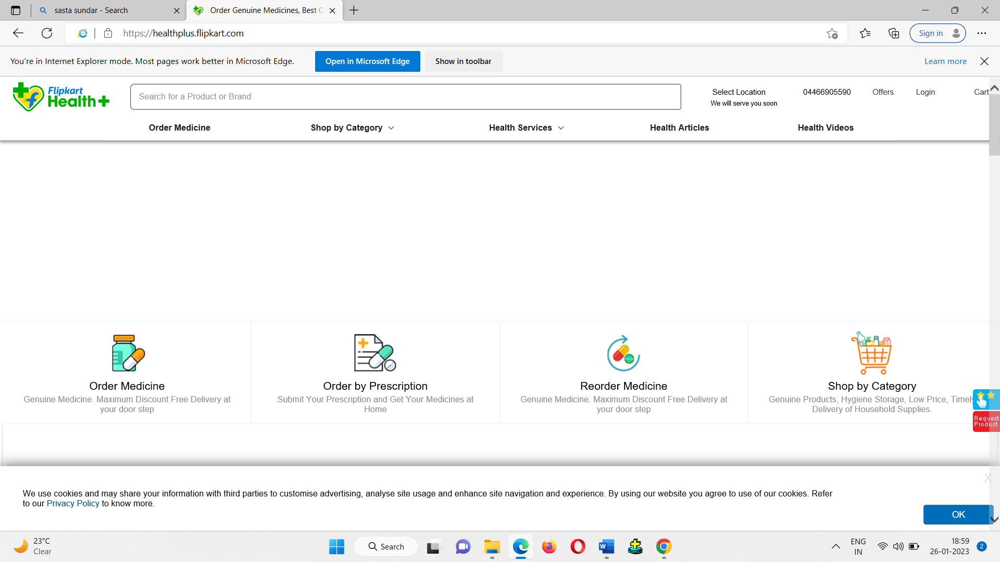 sasta sundar - Search
Order Genuine Medicines, Best O
https://healthplus.flipkart.com
Sign in
You're in Internet Explorer mode. Most pages work better in Microsoft Edge.
Open in Microsoft Edge
Show in toolbar
Learn more
Flipkart
Health+
Search for a Product or Brand
Select Location
We will serve you soon
04466905590
Offers
Login
Cart
Order Medicine
Shop by Category
Health Services
Health Articles
Health Videos
Order Medicine
Genuine Medicine. Maximum Discount Free Delivery at
your door step
Order by Prescription
Submit Your Prescription and Get Your Medicines at
Home
Reorder Medicine
Genuine Medicine. Maximum Discount Free Delivery at
your door step
Shop by Category
Genuine Products, Hygiene Storage, Low Price, Timely
Delivery of Household Supplies.
Request
Product
X
We use cookies and may share your information with third parties to customise advertising, analyse site usage and enhance site navigation and experience. By using our website you agree to use of our cookies. Refer
to our Privacy Policy to know more.
OK
23°C
Clear
Search
ENG
IN
18:59
26-01-2023
2